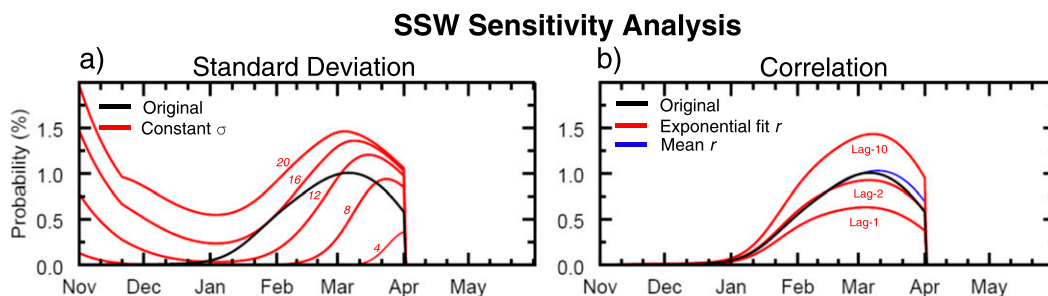 SSW Sensitivity Analysis
a) Standard Deviation
b) Correlation
Probability (%)
1.5
1.0
0.5
0.0
Original
Constant σ
20
16
12
8
4
Nov Dec Jan Feb Mar Apr May
1.5
1.0
0.5
0.0
Original
Exponential fit r
Mean r
Lag-10
Lag-2
Lag-1
Nov Dec Jan Feb Mar Apr May